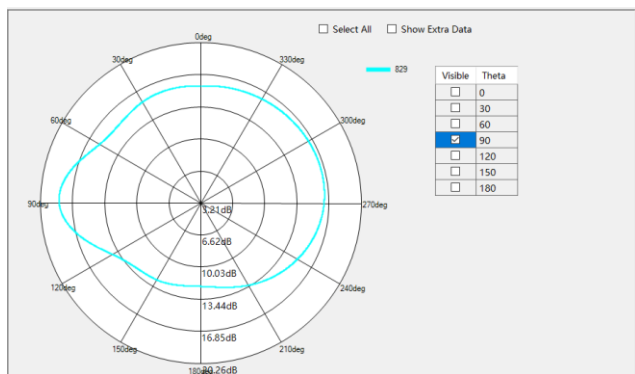 Select All
Show Extra Data
829
Visible Theta
0
30
60
90
120
150
180
0deg
30deg
330deg
60deg
300deg
90deg
270deg
120deg
240deg
150deg
210deg
180deg
3.21dB
6.62dB
10.03dB
13.44dB
16.85dB
20.26dB